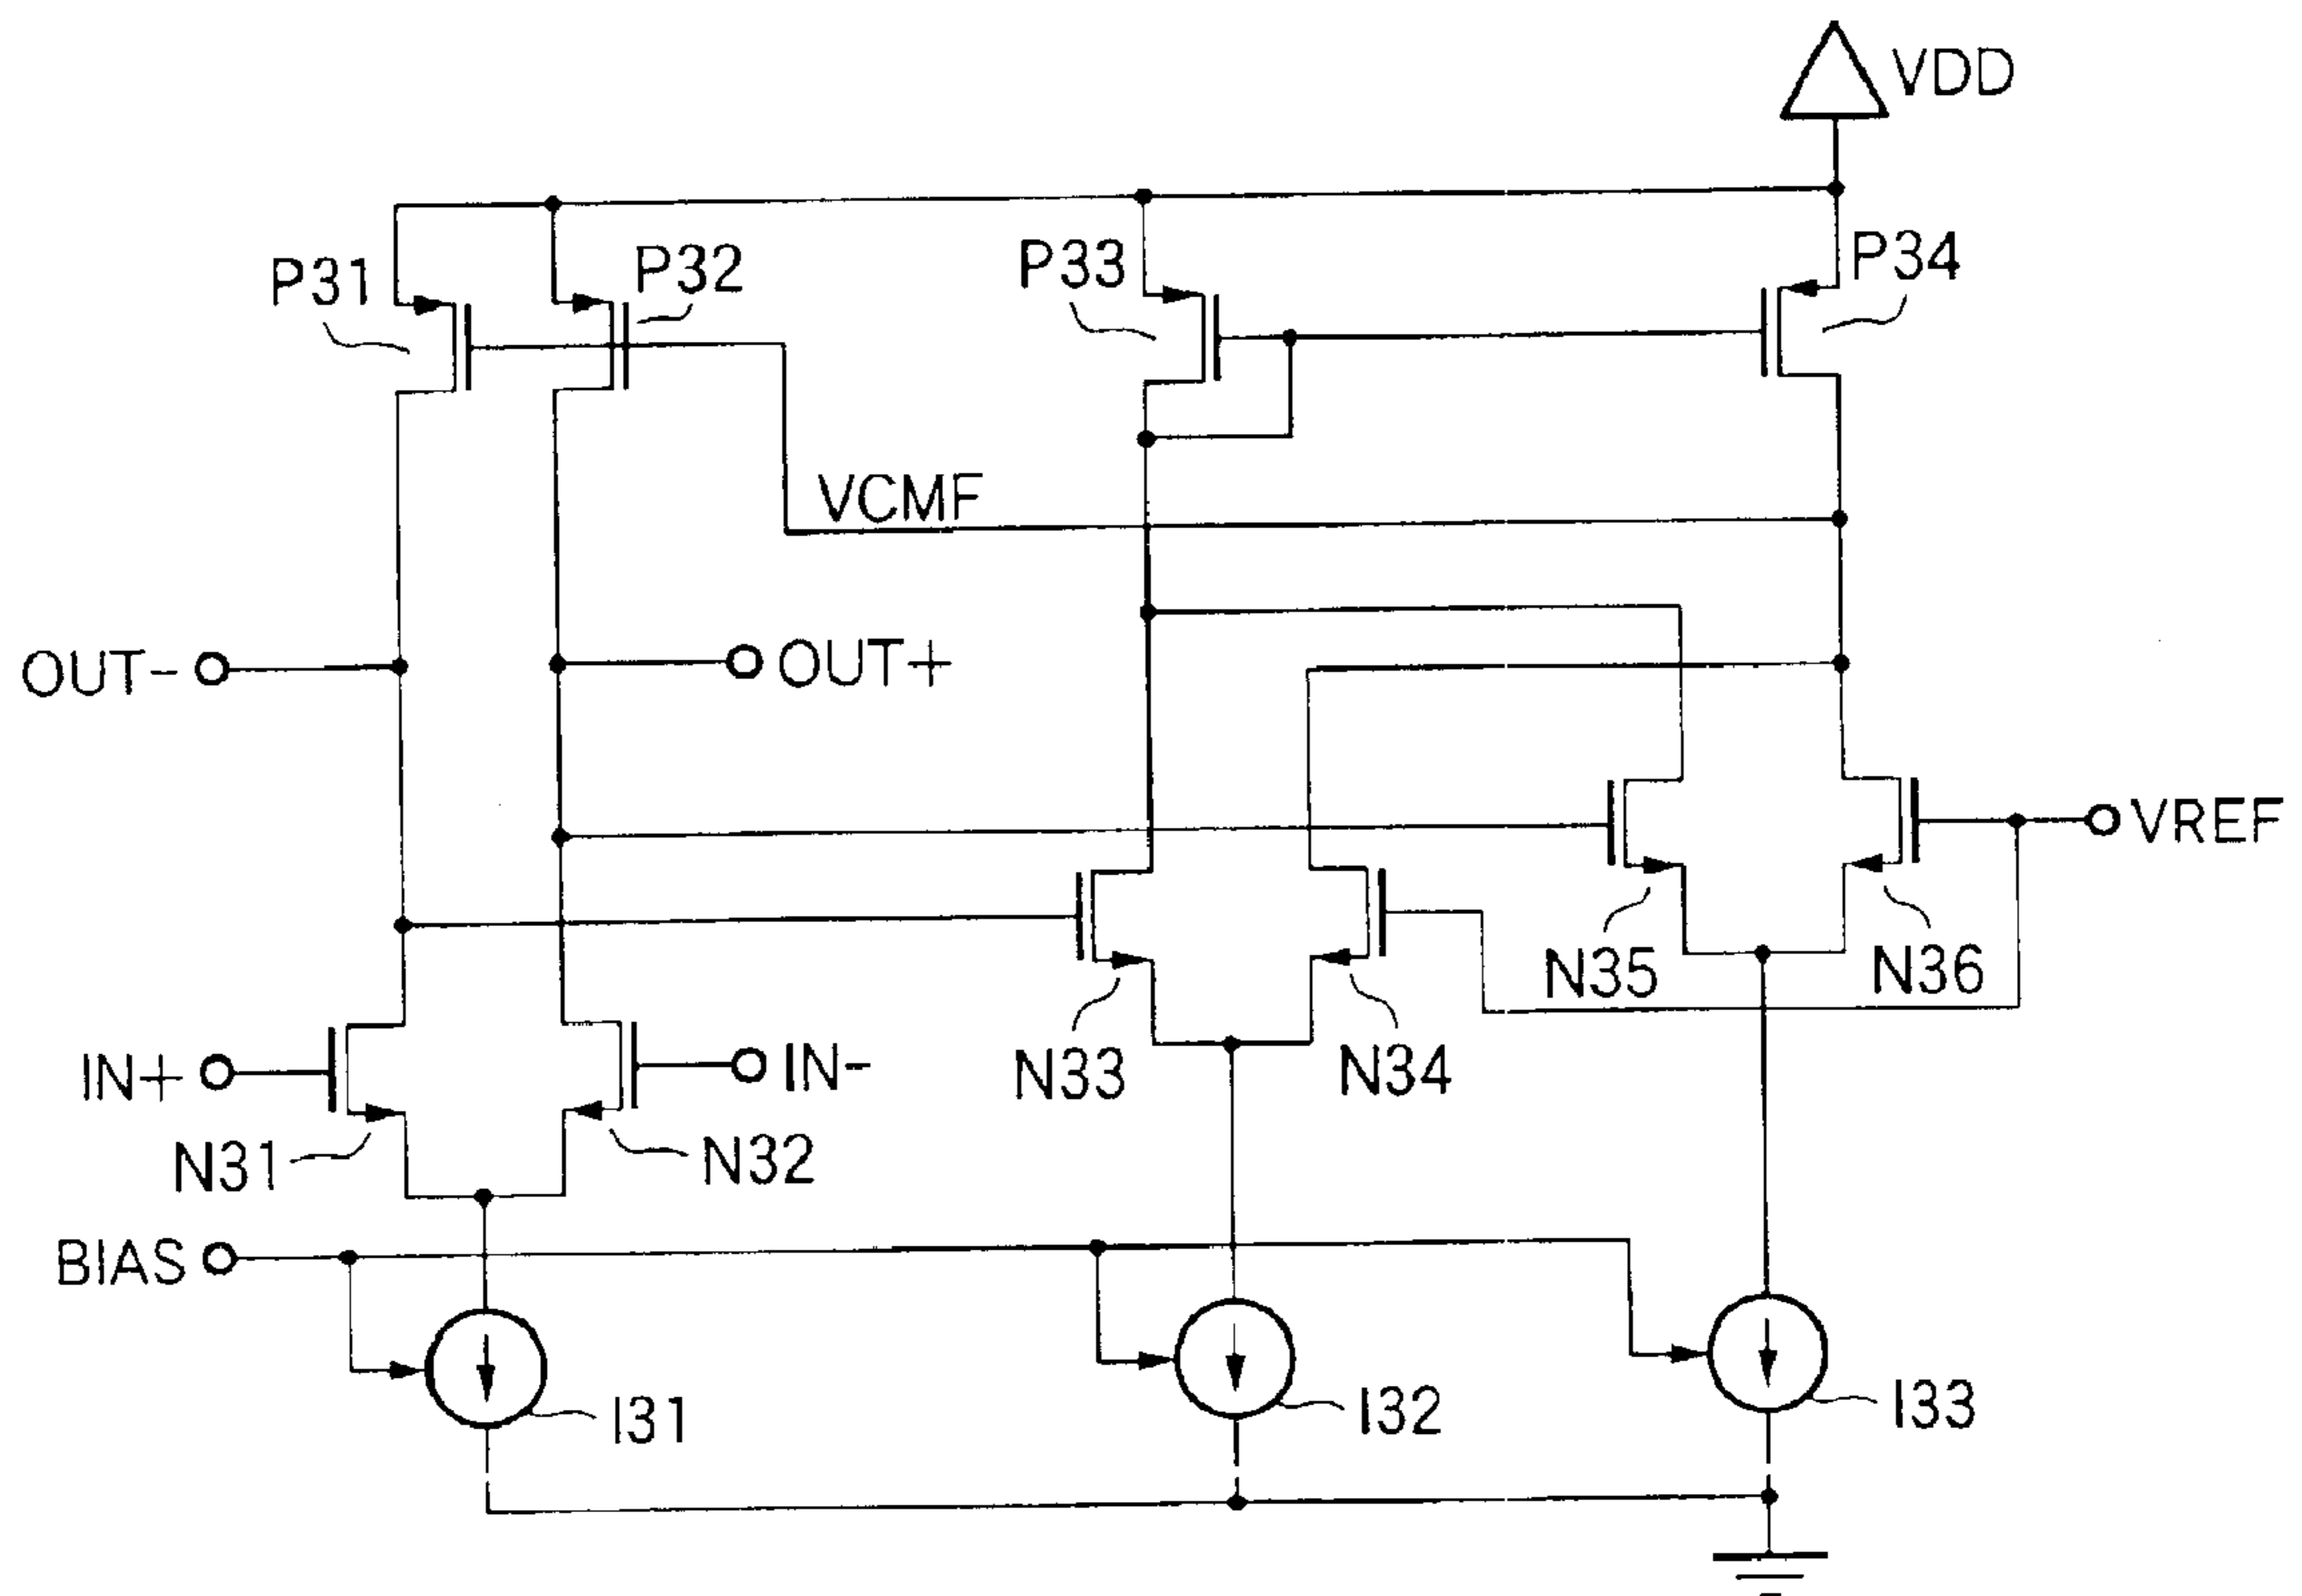 VDD
P31
P32
P33
P34
VCMF
OUT-
OUT+
VREF
N35
N36
IN+
IN-
N33
N34
N31
N32
BIAS
I31
I32
I33